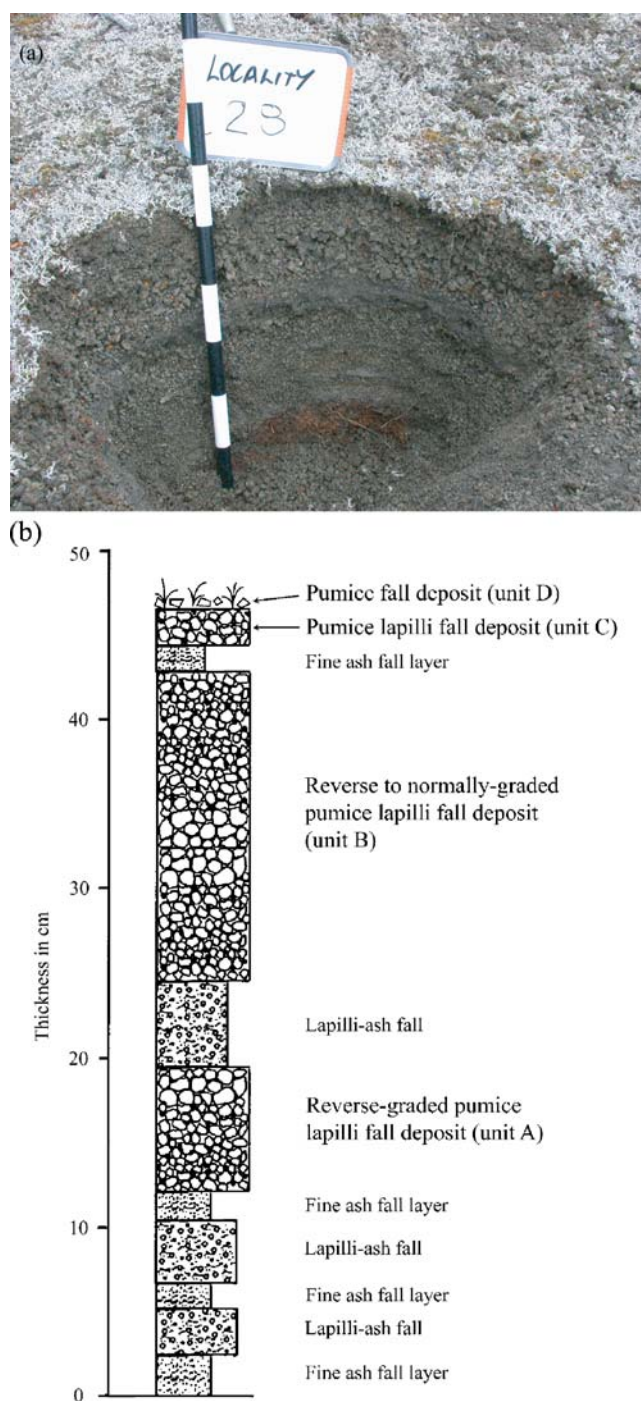 (a)
LOCALITY
28
(b)
50
Pumice fall deposit (unit D)
Pumice lapilli fall deposit (unit C)
Fine ash fall layer
40
Reverse to normally-graded
pumice lapilli fall deposit
(unit B)
30
Thickness in cm
Lapilli-ash fall
20
Reverse-graded pumice
lapilli fall deposit (unit A)
Fine ash fall layer
10
Lapilli-ash fall
Fine ash fall layer
Lapilli-ash fall
Fine ash fall layer
0